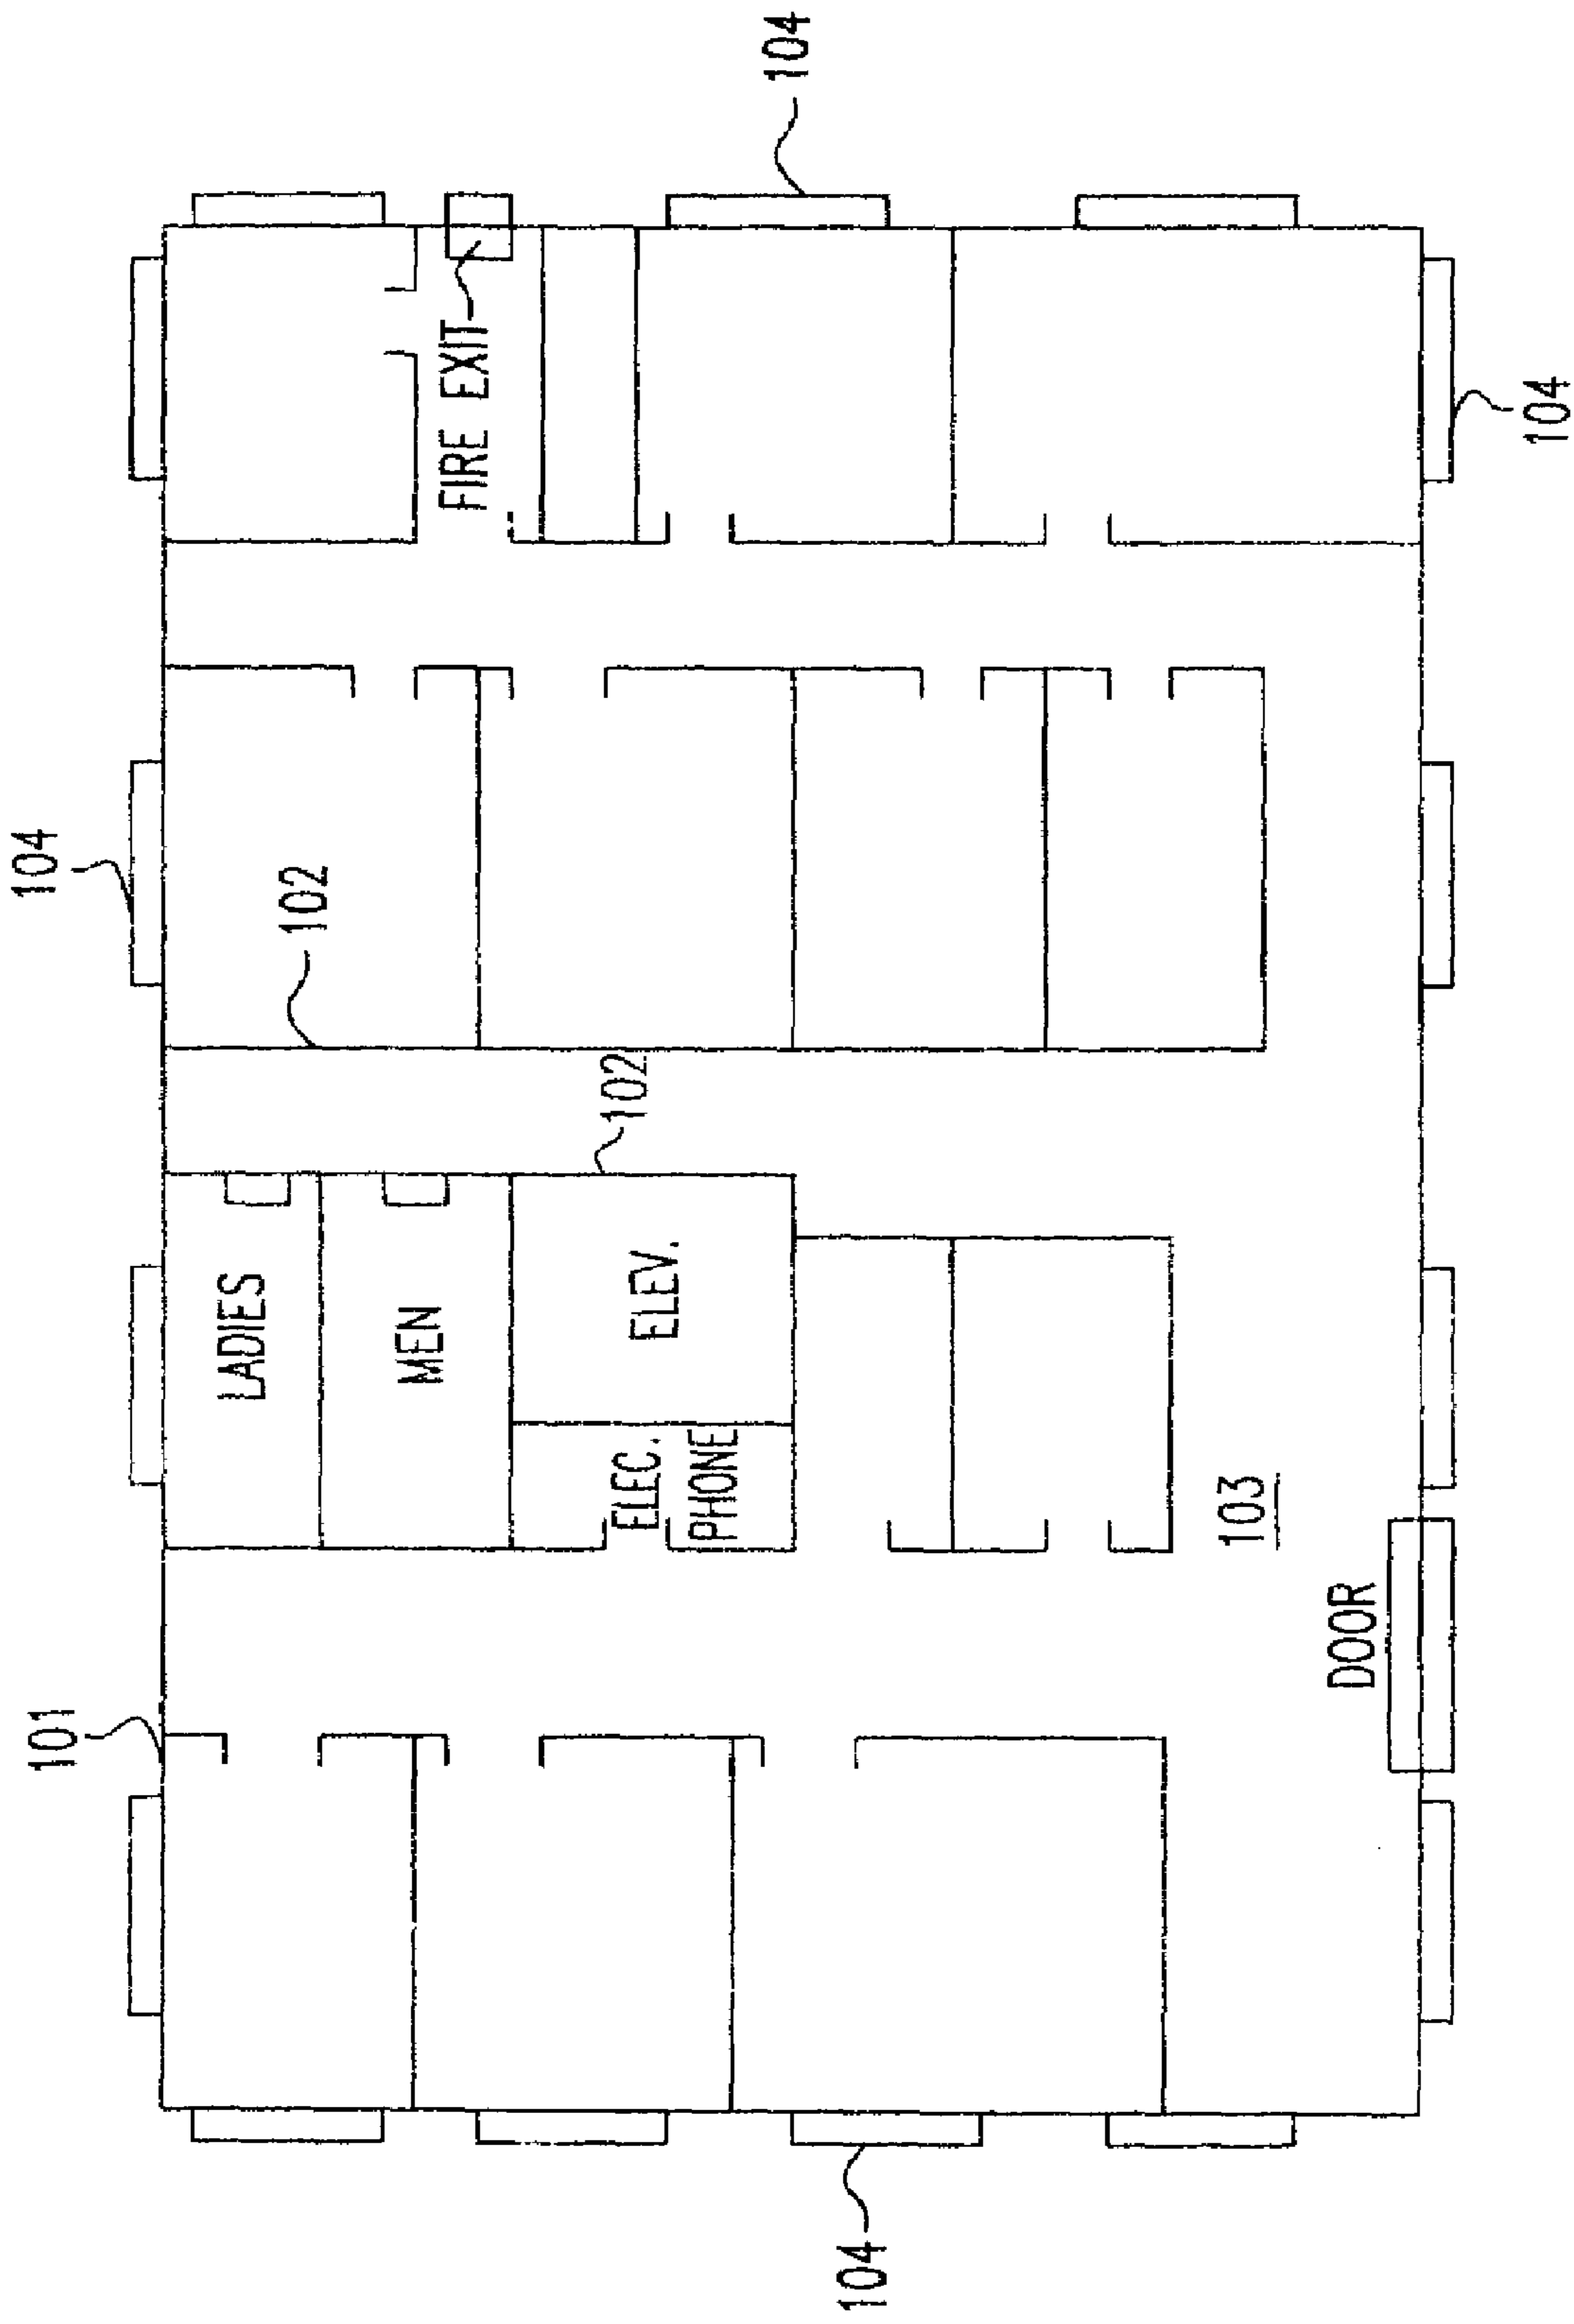 101
104
LADIES
102
MEN
FIRE EXIT
ELEC.
PHONE
ELEV.
102
104
104
103
DOOR
104